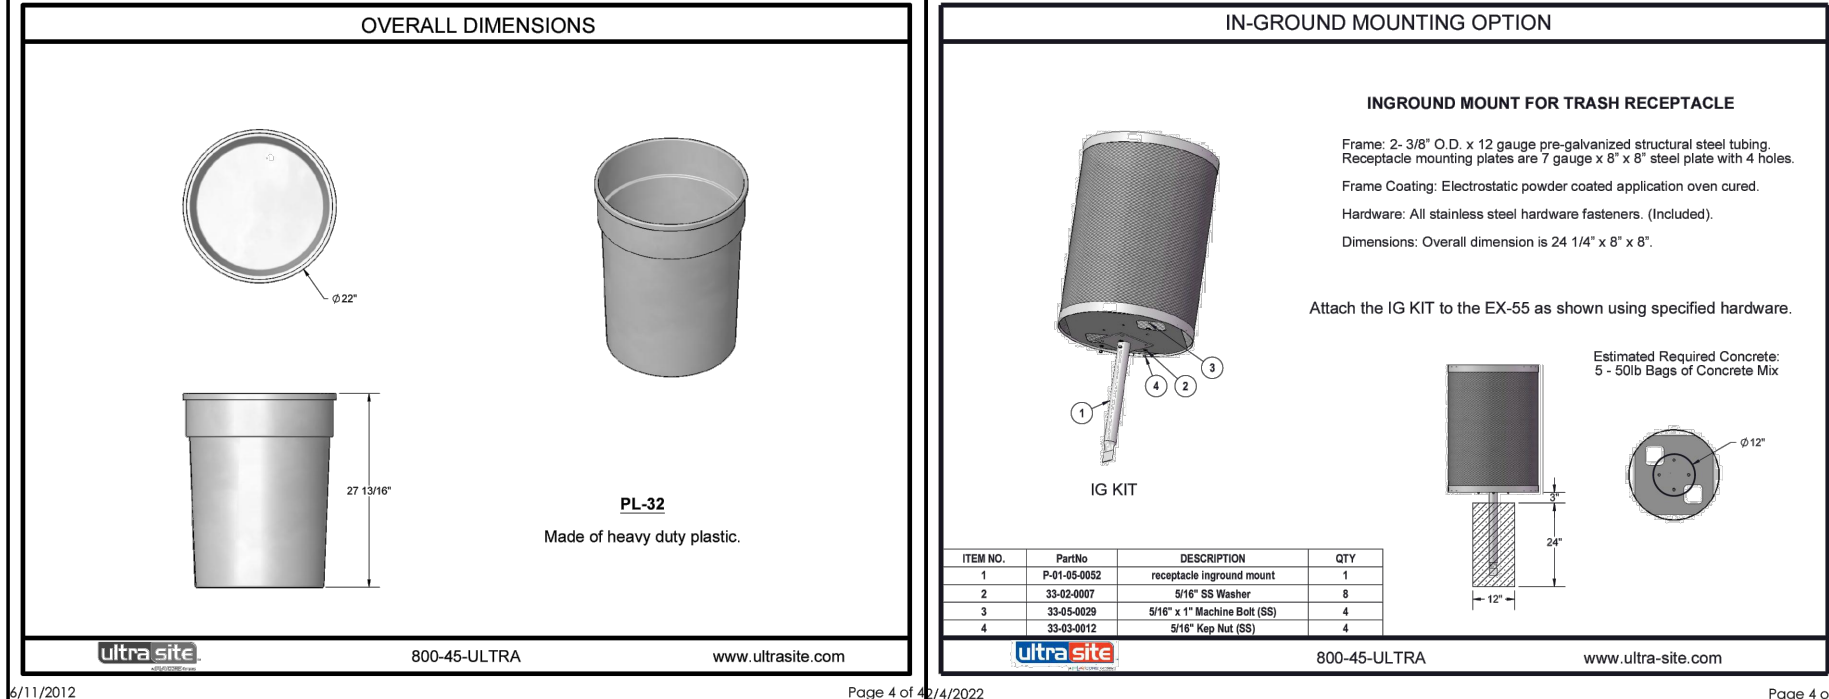 OVERALL DIMENSIONS
Ø22"
27 13/16"
PL-32
Made of heavy duty plastic.
ultra site
800-45-ULTRA
www.ultrasite.com
6/11/2012
Page 4 of 4
IN-GROUND MOUNTING OPTION
INGROUND MOUNT FOR TRASH RECEPTACLE
Frame: 2- 3/8" O.D. x 12 gauge pre-galvanized structural steel tubing.
Receptacle mounting plates are 7 gauge x 8" x 8" steel plate with 4 holes.
Frame Coating: Electrostatic powder coated application oven cured.
Hardware: All stainless steel hardware fasteners. (Included).
Dimensions: Overall dimension is 24 1/4" x 8" x 8".
Attach the IG KIT to the EX-55 as shown using specified hardware.
Estimated Required Concrete:
5 - 50lb Bags of Concrete Mix
3
4
2
1
IG KIT
Ø12"
3"
24"
12"
ITEM NO. PartNo DESCRIPTION QTY
1 P-01-05-0052 receptacle inground mount 1
2 33-02-0007 5/16" SS Washer 8
3 33-05-0029 5/16" x 1" Machine Bolt (SS) 4
4 33-03-0012 5/16" Kep Nut (SS) 4
ultra site
800-45-ULTRA
www.ultra-site.com
2/4/2022
Page 4 o